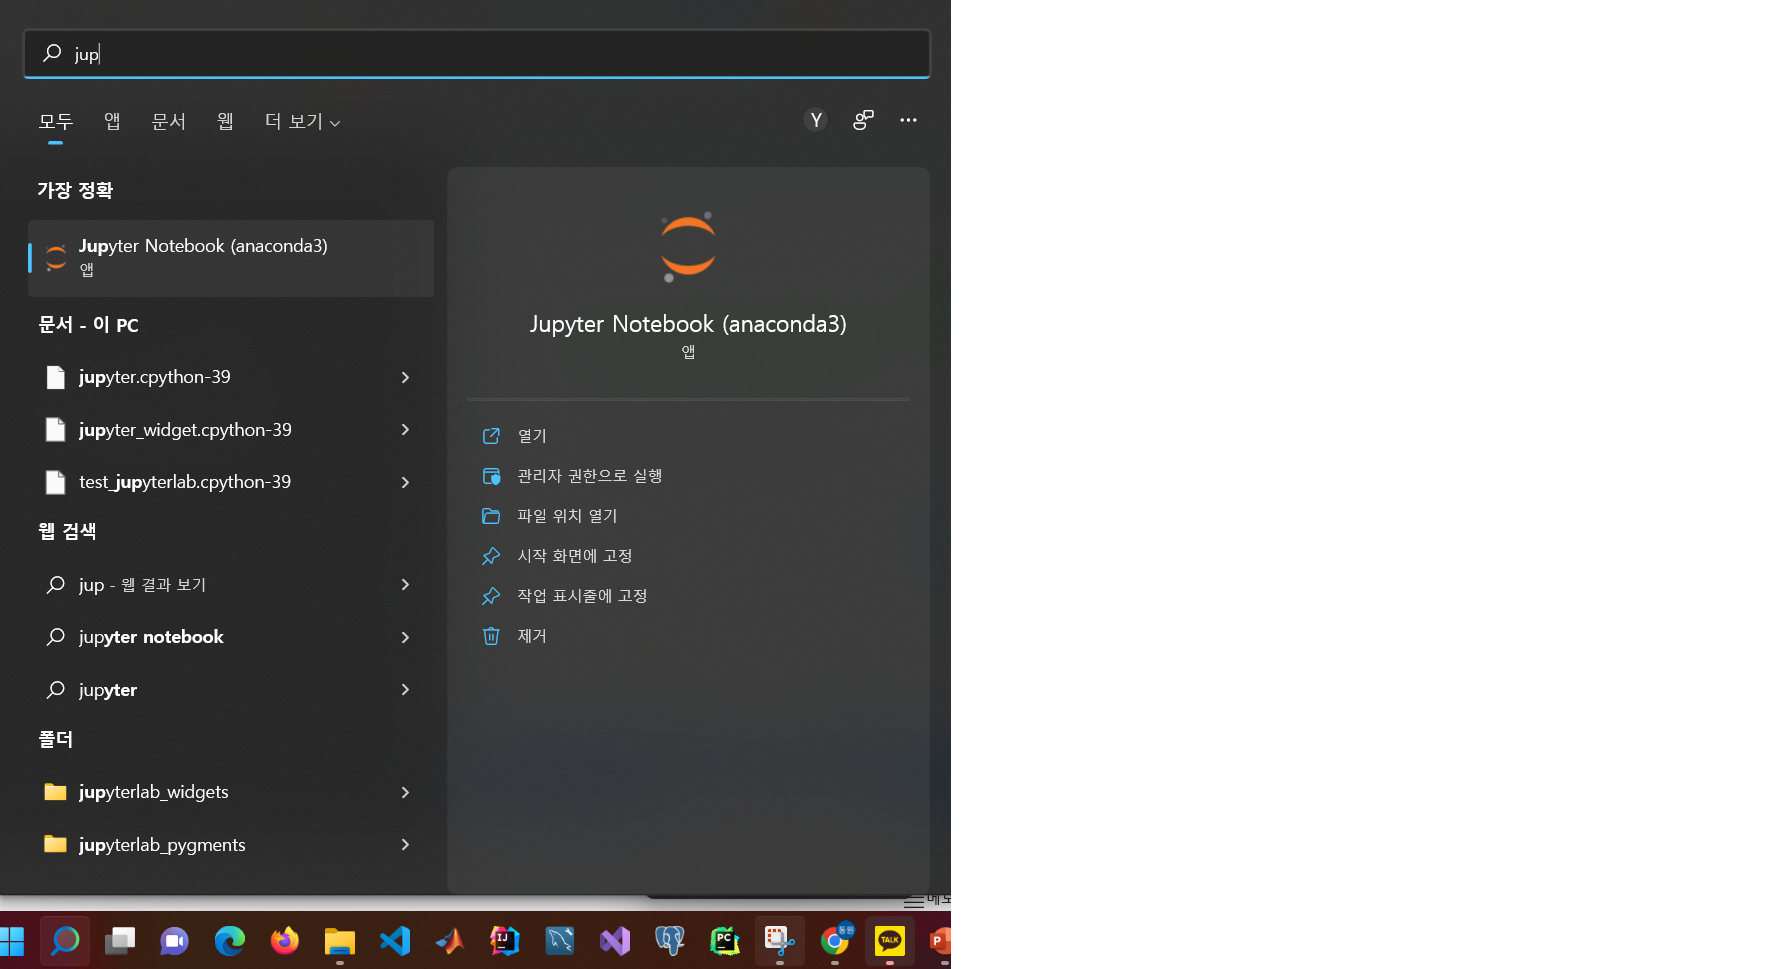 jup
모두 앱 문서 웹 더 보기
Y
가장 정확
Jupyter Notebook (anaconda3)
앱
문서 - 이 PC
jupyter.cpython-39
jupyter_widget.cpython-39
test_jupyterlab.cpython-39
웹 검색
jup - 웹 결과 보기
jupyter notebook
jupyter
폴더
jupyterlab_widgets
jupyterlab_pygments
Jupyter Notebook (anaconda3)
앱
열기
관리자 권한으로 실행
파일 위치 열기
시작 화면에 고정
작업 표시줄에 고정
제거
IJ
PC
동원
TALK
P